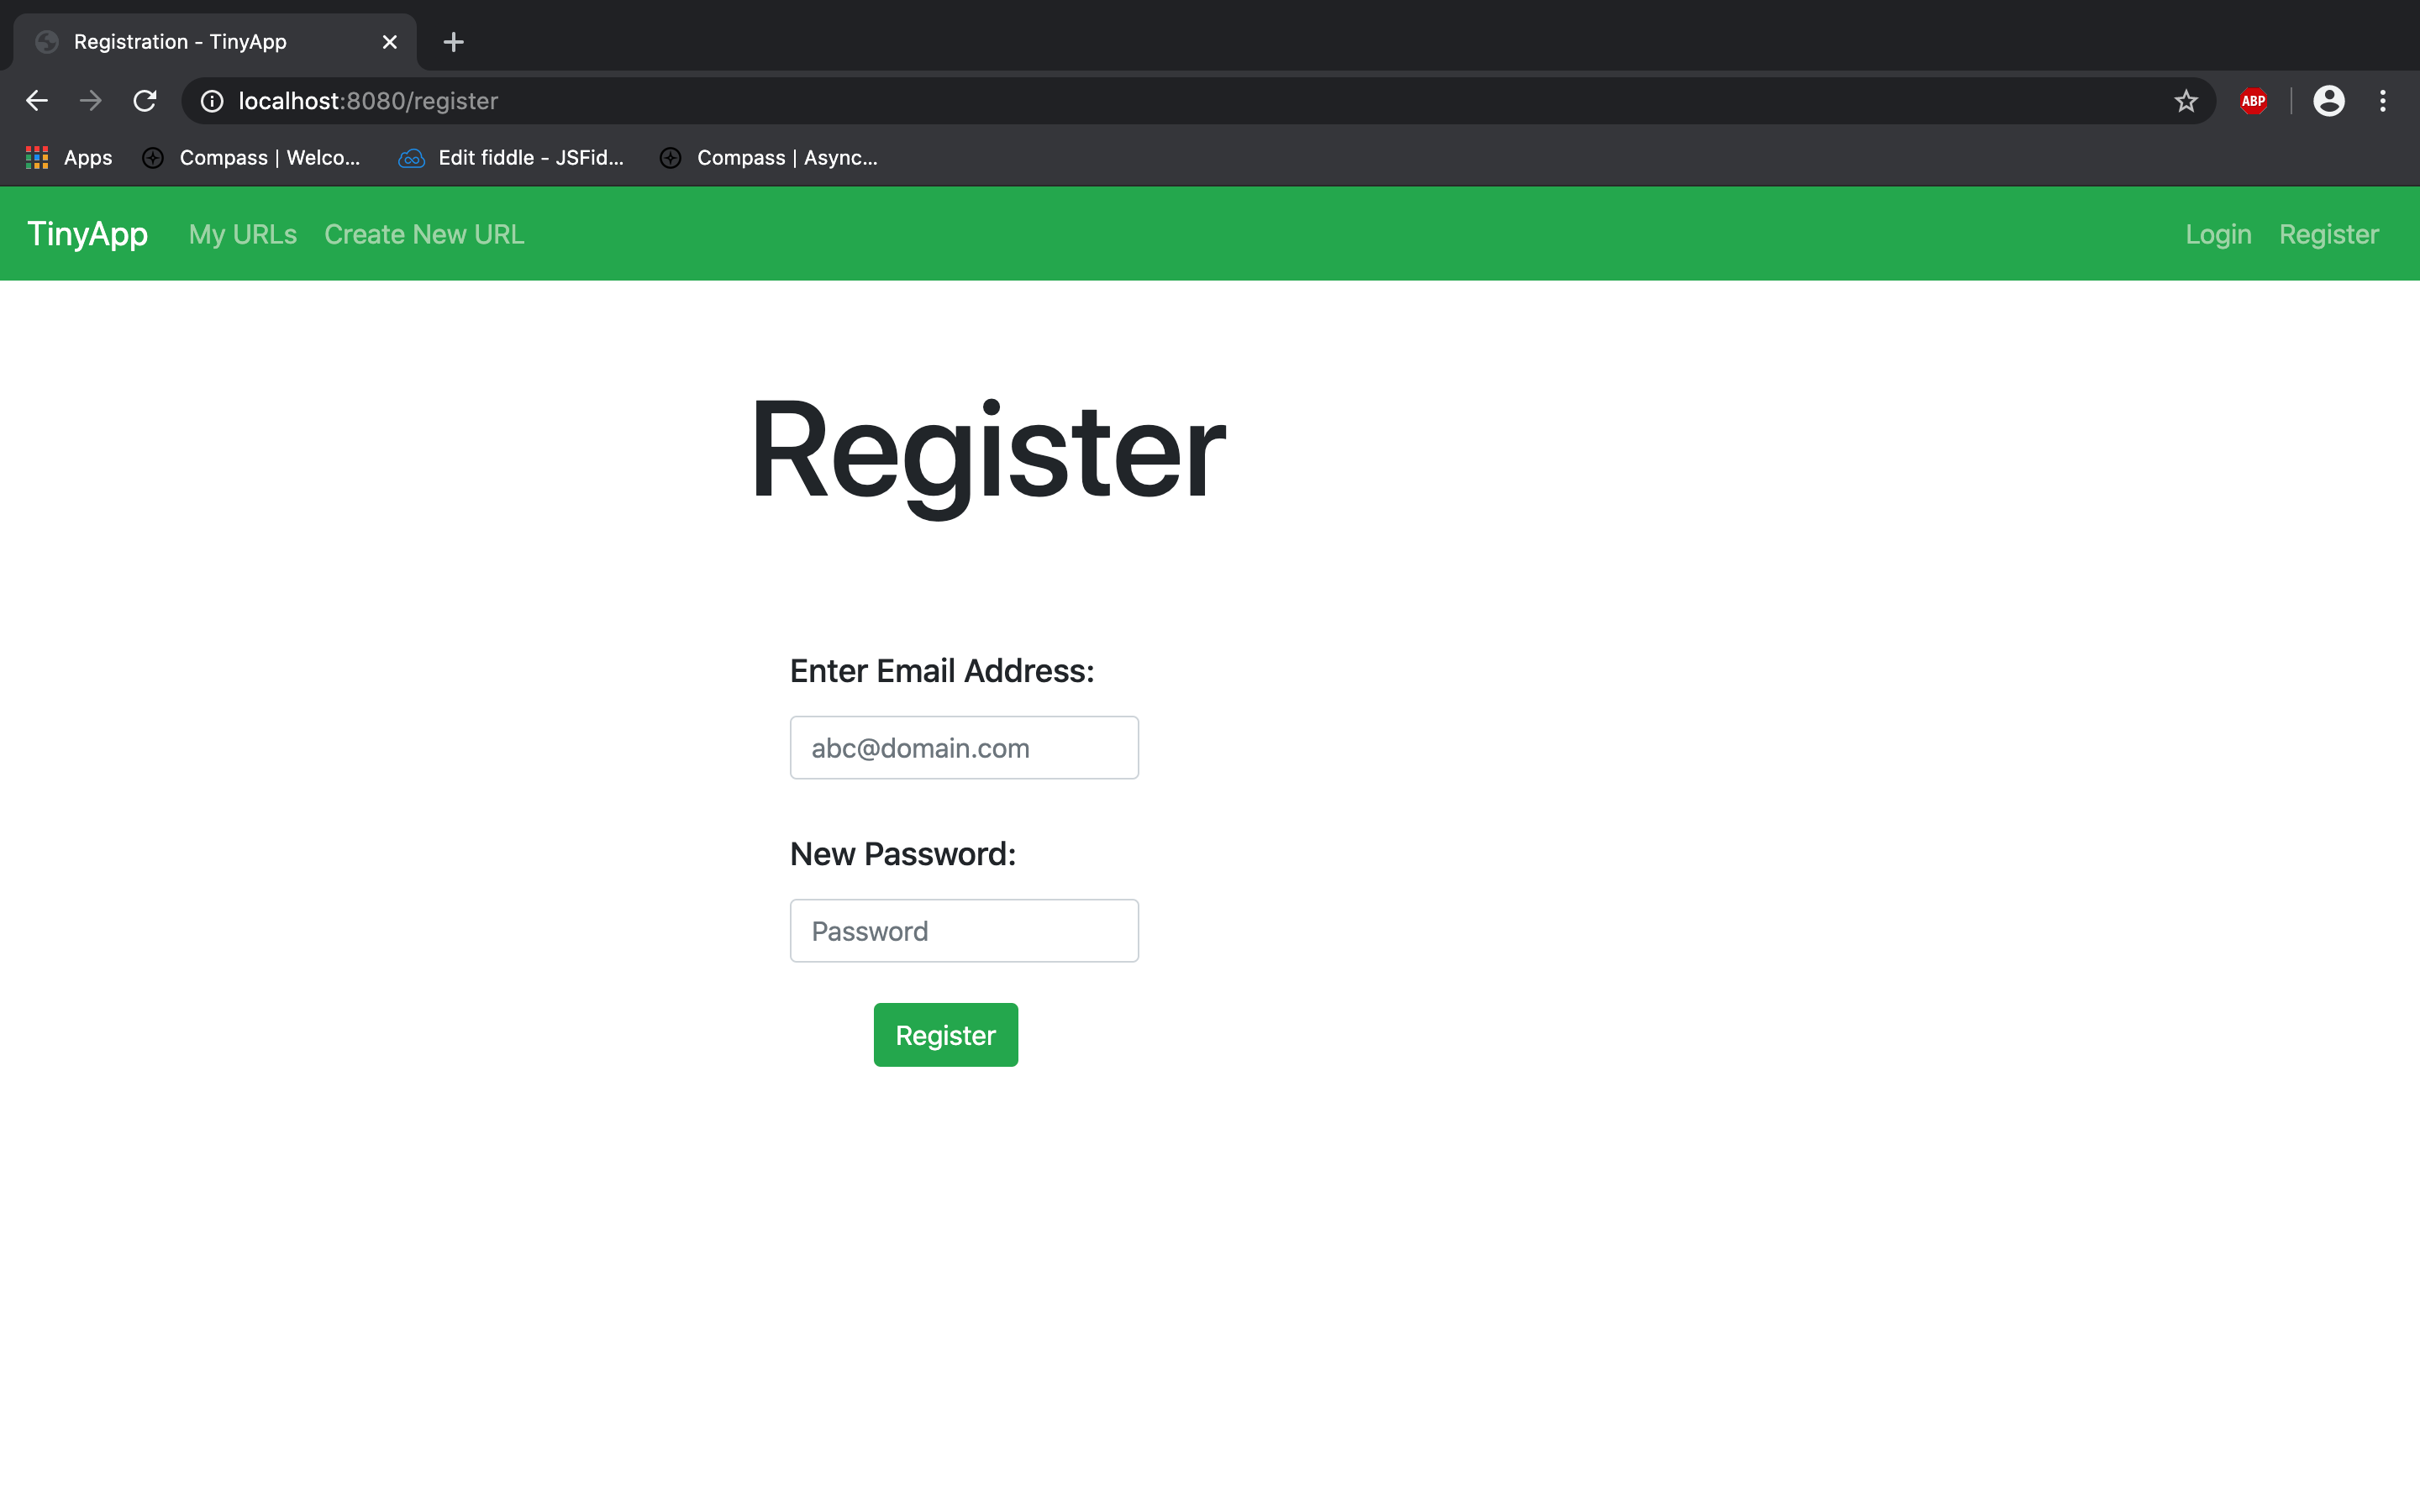 Registration - TinyApp
localhost:8080/register
ABP
Apps Compass | Welco... Edit fiddle - JSFid... Compass | Async...
TinyApp My URLs Create New URL Login Register
Register
Enter Email Address:
abc@domain.com
New Password:
Password
Register